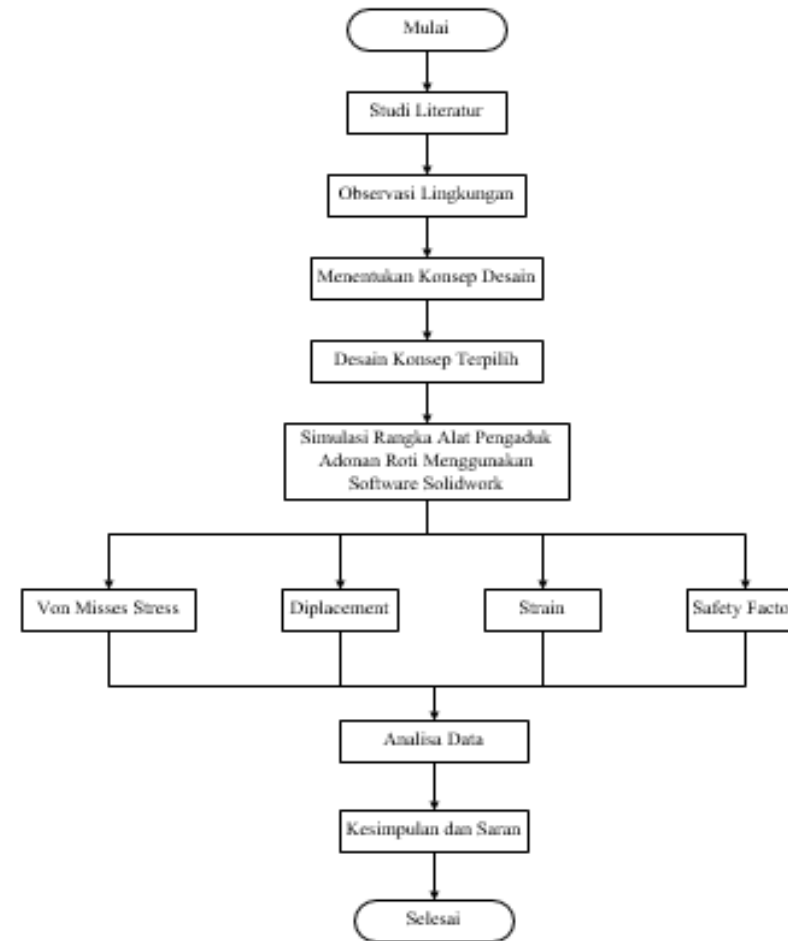 Mulai
Studi Literatur
Observasi Lingkungan
Menentukan Konsep Desain
Desain Konsep Terpilih
Simulasi Rangka Alat Pengaduk
Adonan Roti Menggunakan
Software Solidwork
Von Misses Stress
Diplacement
Strain
Safety Facto
Analisa Data
Kesimpulan dan Saran
Selesai